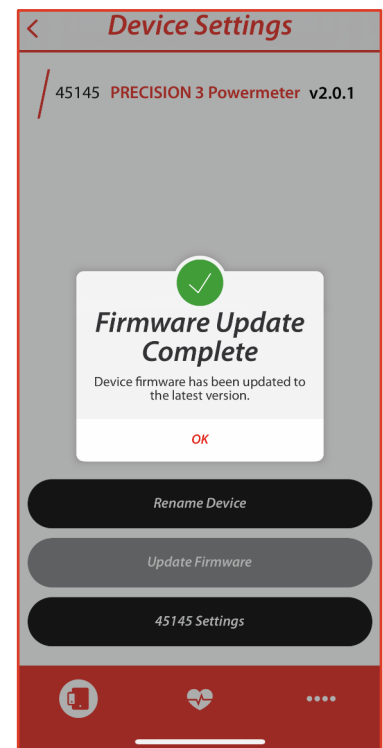 Device Settings
45145 PRECISION 3 Powermeter v2.0.1
Firmware Update
Complete
Device firmware has been updated to
the latest version.
OK
Rename Device
Update Firmware
45145 Settings